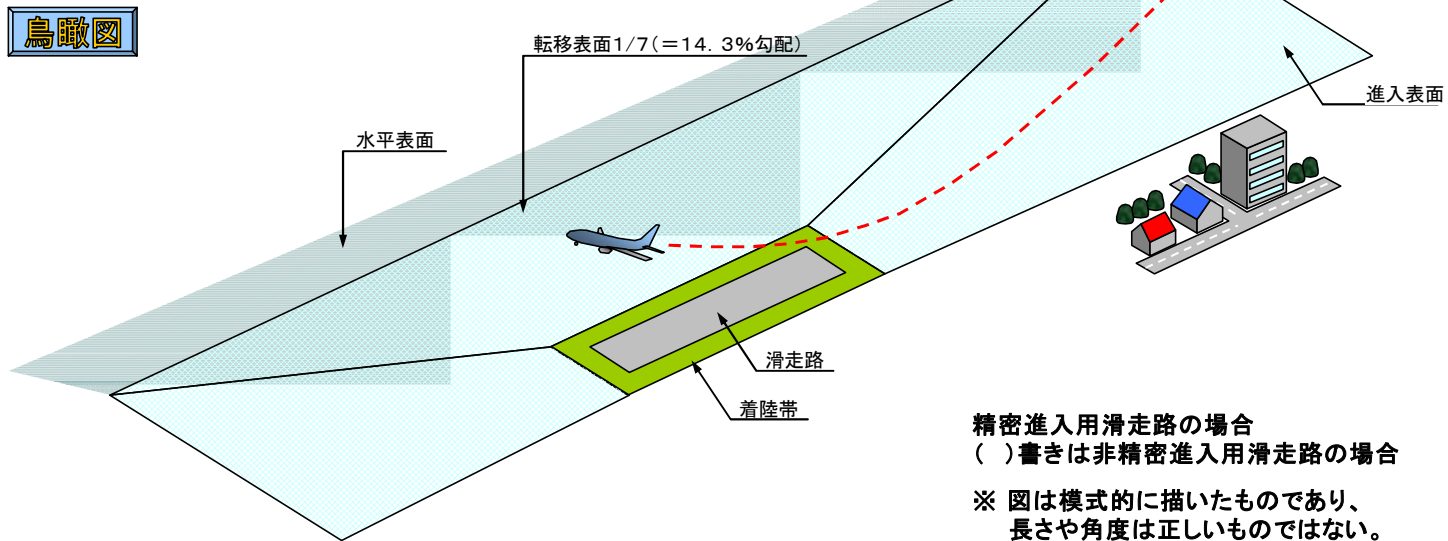 鳥瞰図
転移表面1/7(=14.3%勾配)
進入表面
水平表面
滑走路
着陸帯
精密進入用滑走路の場合
( )書きは非精密進入用滑走路の場合
※ 図は模式的に描いたものであり、
長さや角度は正しいものではない。